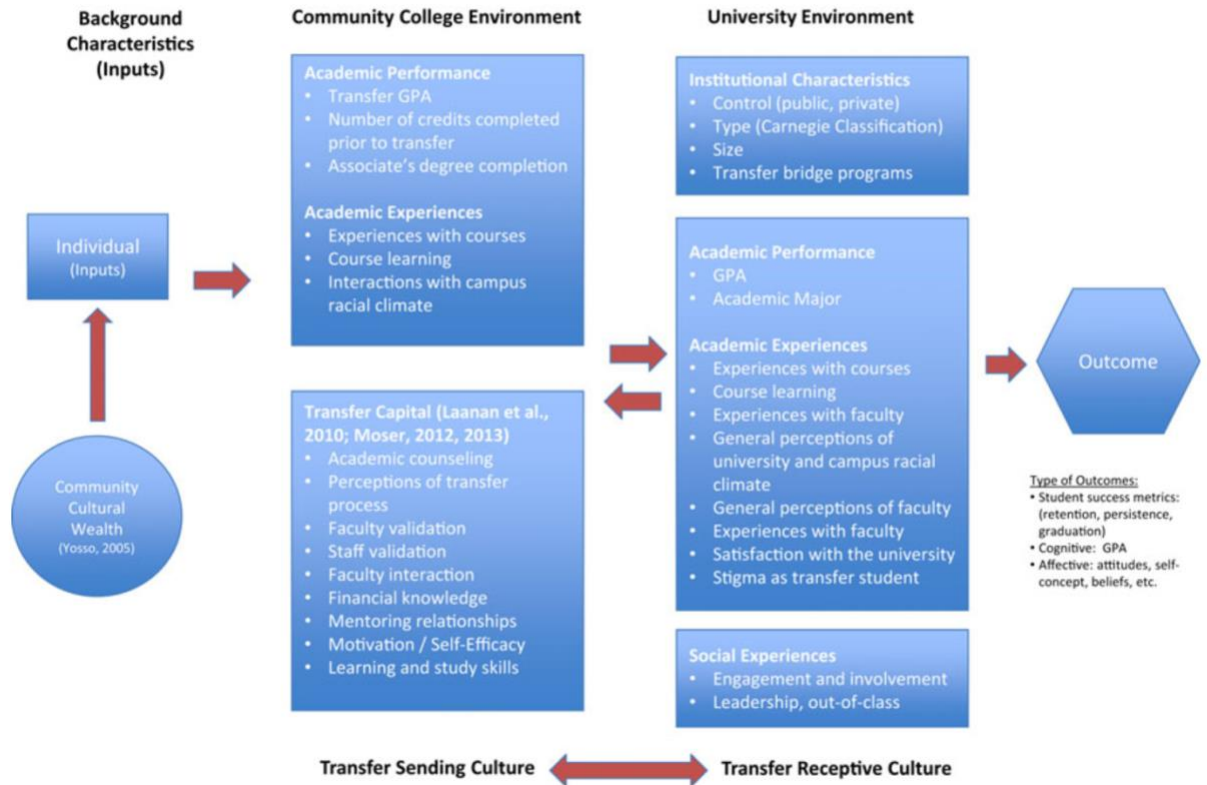 Background
Characteristics
(Inputs)
Individual
(Inputs)
Community
Cultural
Wealth
(Yosso, 2005)
Community College Environment
Academic Performance
• Transfer GPA
• Number of credits completed
prior to transfer
• Associate's degree completion
Academic Experiences
• Experiences with courses
• Course learning
• Interactions with campus
racial climate
Transfer Capital (Laanan et al.,
2010; Moser, 2012, 2013)
• Academic counseling
• Perceptions of transfer
process
• Faculty validation
• Staff validation
• Faculty interaction
• Financial knowledge
• Mentoring relationships
• Motivation / Self-Efficacy
• Learning and study skills
University Environment
Institutional Characteristics
• Control (public, private)
• Type (Carnegie Classification)
• Size
• Transfer bridge programs
Academic Performance
• GPA
• Academic Major
Academic Experiences
• Experiences with courses
• Course learning
• Experiences with faculty
• General perceptions of
university and campus racial
climate
• General perceptions of faculty
• Experiences with faculty
• Satisfaction with the university
• Stigma as transfer student
Social Experiences
• Engagement and involvement
• Leadership, out-of-class
Outcome
Type of Outcomes:
• Student success metrics:
(retention, persistence,
graduation)
• Cognitive: GPA
• Affective: attitudes, self-
concept, beliefs, etc.
Transfer Sending Culture
Transfer Receptive Culture